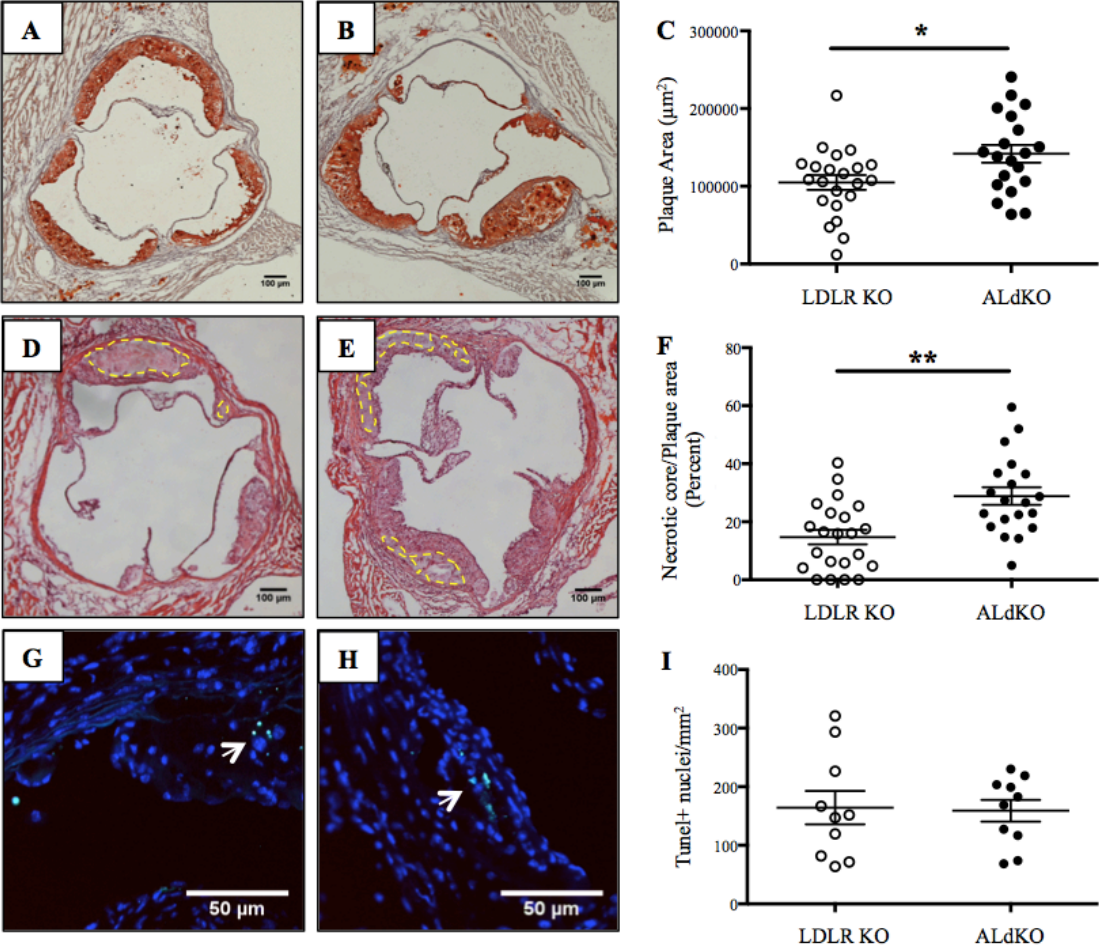 A
100 µm
B
100 µm
C
Plaque Area (µm²)
300000
200000
100000
0
*
LDLR KO
ALdKO
D
100 µm
E
100 µm
F
Necrotic core/Plaque area
(Percent)
80
60
40
20
0
**
LDLR KO
ALdKO
G
50 µm
H
50 µm
I
Tunel+ nuclei/mm²
400
300
200
100
0
LDLR KO
ALdKO